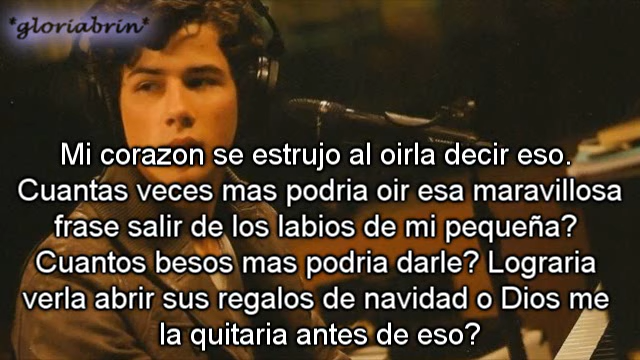 *gloriabrin*
Mi corazon se estrujo al oirla decir eso.
Cuantas veces mas podria oir esa maravillosa
frase salir de los labios de mi pequeña?
Cuantos besos mas podria darle? Lograria
verla abrir sus regalos de navidad o Dios me
la quitaria antes de eso?